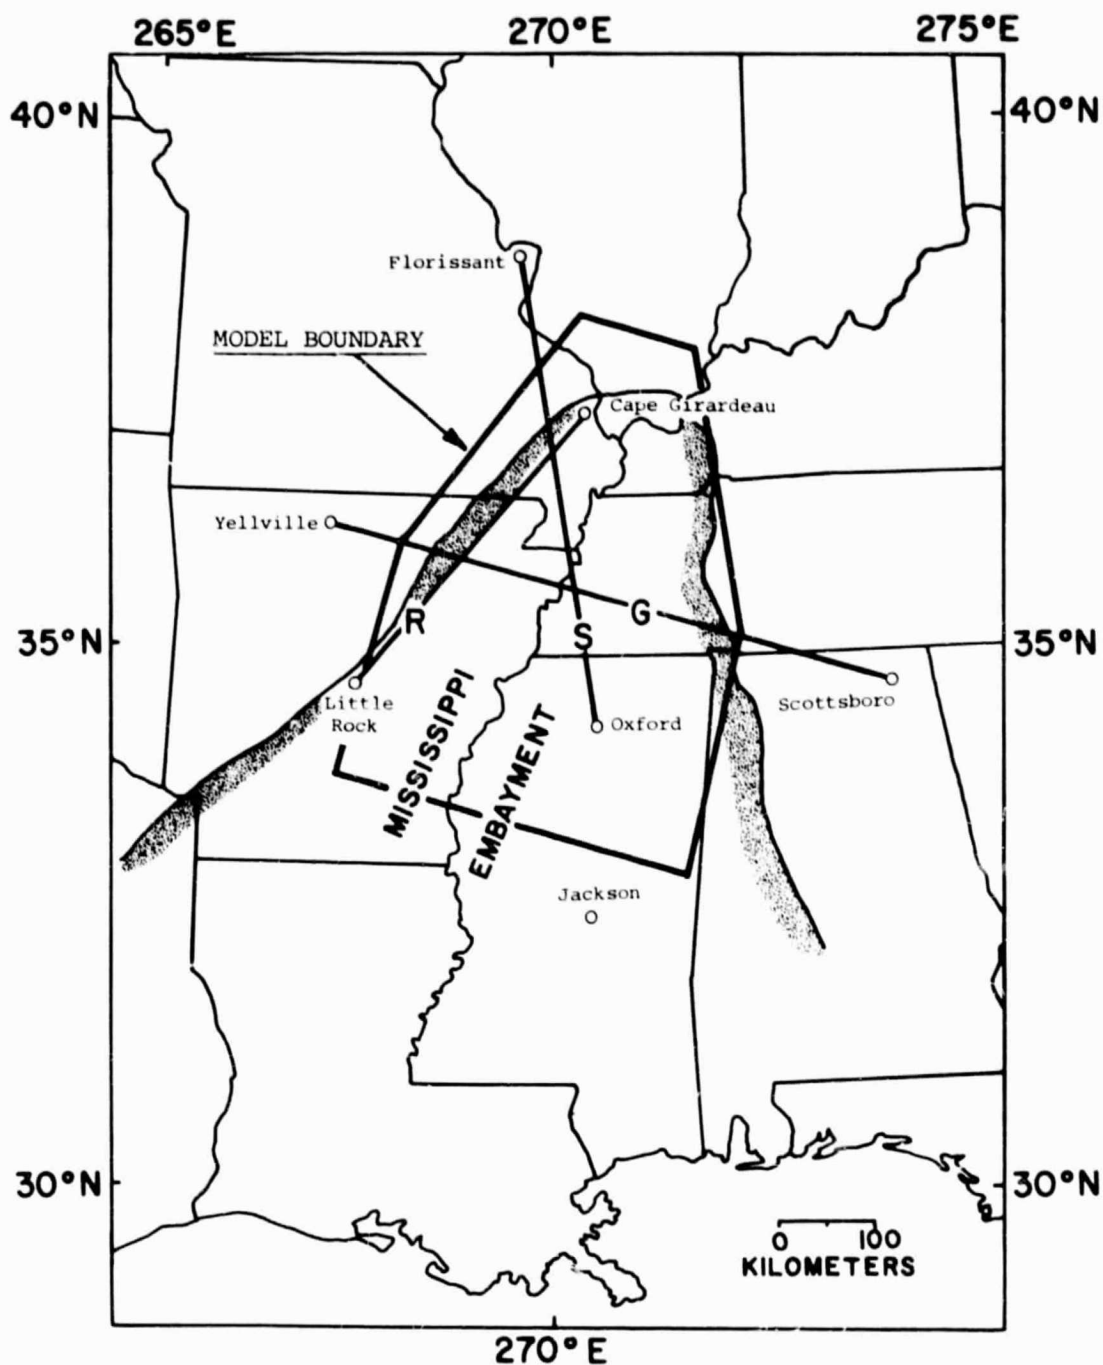 265°E 270°E 275°E
40°N 40°N
Florissant
MODEL BOUNDARY
Cape Girardeau
Yellville
R G
S
35°N 35°N
Little
Rock
Scottsboro
Oxford
MISSISSIPPI
EMBAYMENT
Jackson
30°N 30°N
0 100
KILOMETERS
270°E